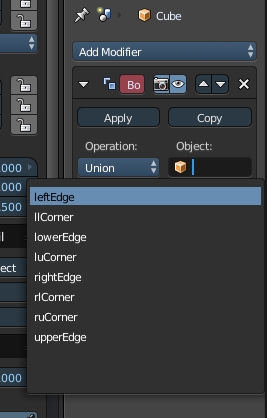 Cube
Add Modifier
Bo
Apply Copy
Operation: Object:
Union
.000
.000
.500
leftEdge
llCorner
lowerEdge
luCorner
rightEdge
rlCorner
ruCorner
upperEdge
ect
.000